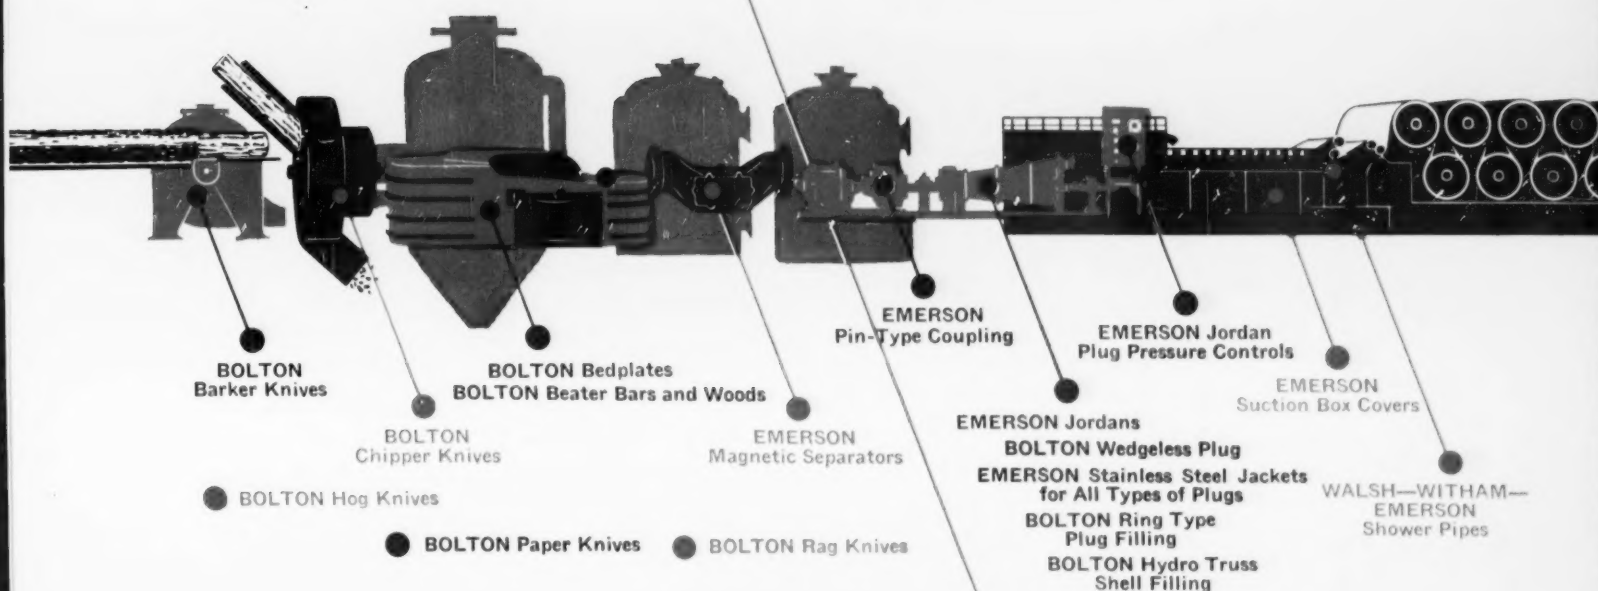 BOLTON
Barker Knives
BOLTON
Chipper Knives
BOLTON Bedplates
BOLTON Beater Bars and Woods
EMERSON
Magnetic Separators
EMERSON
Pin-Type Coupling
EMERSON Jordans
BOLTON Wedgeless Plug
EMERSON Stainless Steel Jackets
for All Types of Plugs
BOLTON Ring Type
Plug Filling
BOLTON Hydro Truss
Shell Filling
EMERSON Jordan
Plug Pressure Controls
EMERSON
Suction Box Covers
WALSH—WITHAM—
EMERSON
Shower Pipes
BOLTON Hog Knives
BOLTON Paper Knives
BOLTON Rag Knives